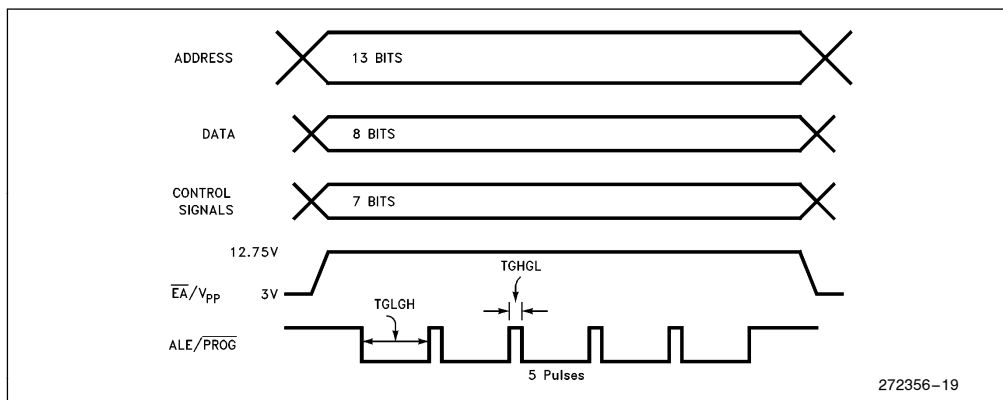 ADDRESS
13 BITS
DATA
8 BITS
CONTROL
SIGNALS
7 BITS
12.75V
EA/VPP
3V
TGHGL
TGLGH
ALE/PROG
5 Pulses
272356–19